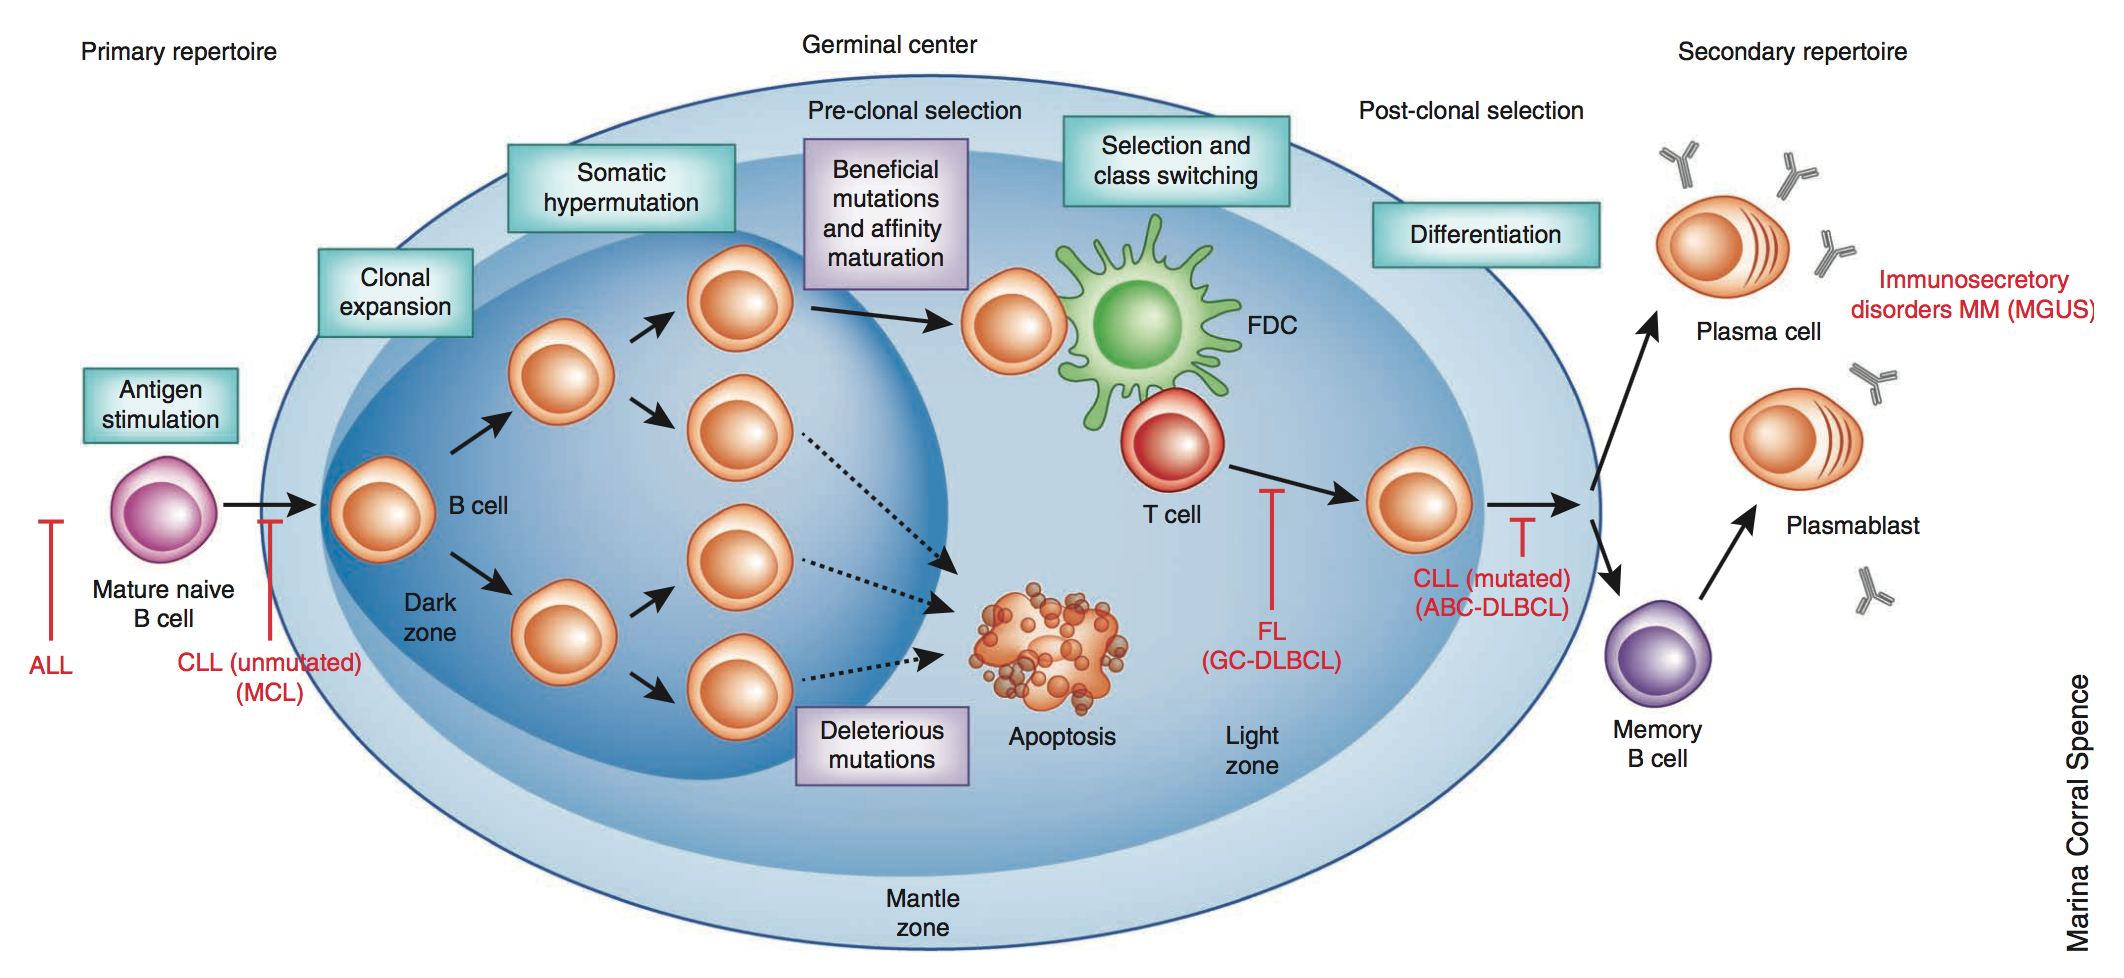 Primary repertoire
Germinal center
Secondary repertoire
Pre-clonal selection
Post-clonal selection
Antigen
stimulation
Clonal
expansion
Somatic
hypermutation
Beneficial
mutations
and affinity
maturation
Selection and
class switching
Differentiation
Mature naive
B cell
ALL
CLL (unmutated)
(MCL)
B cell
Dark
zone
Deleterious
mutations
Apoptosis
FDC
T cell
FL
(GC-DLBCL)
Light
zone
Mantle
zone
CLL (mutated)
(ABC-DLBCL)
Plasma cell
Immunosecretory
disorders MM (MGUS)
Plasmablast
Memory
B cell
Marina Corral Spence